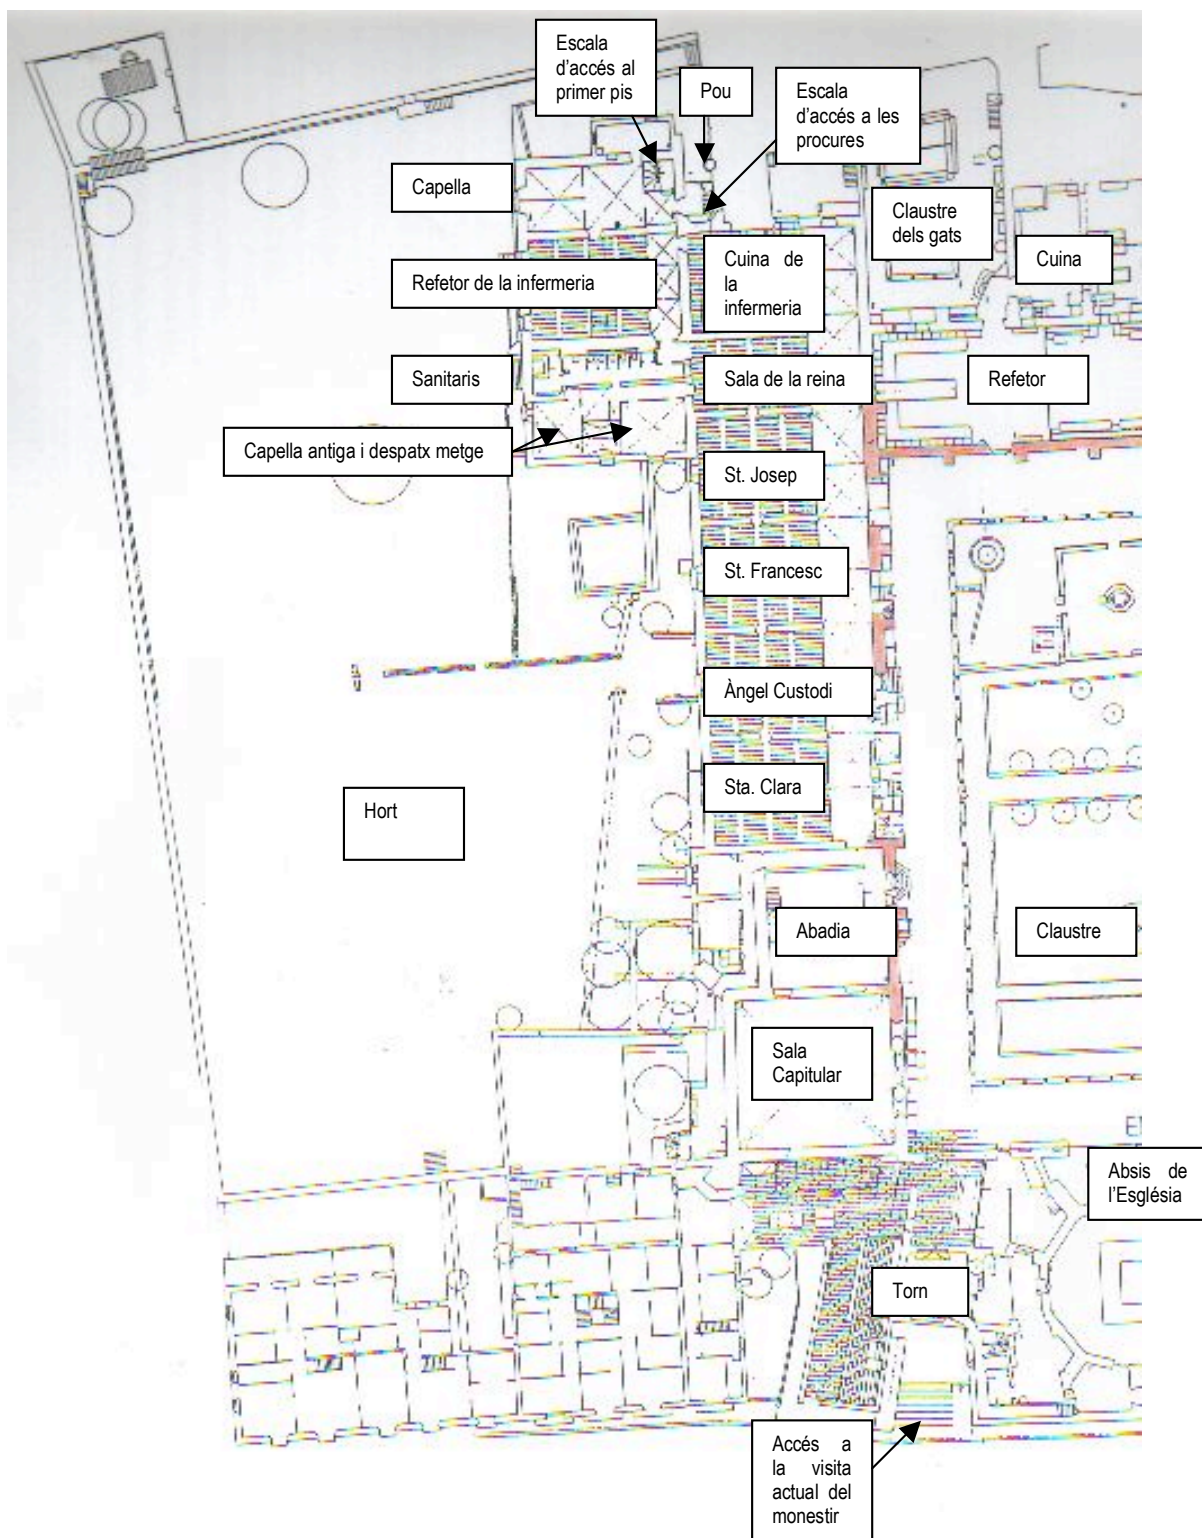 Escala
d’accés al
primer pis
Pou
Escala
d’accés a les
procures
Capella
Claustre
dels gats
Cuina
Refetor de la infermeria
Cuina de
la
infermeria
Sanitaris
Sala de la reina
Refetor
Capella antiga i despatx metge
St. Josep
St. Francesc
Àngel Custodi
Sta. Clara
Hort
Abadia
Claustre
Sala
Capitular
Absis de
l’Església
Torn
Accés a
la visita
actual del
monestir